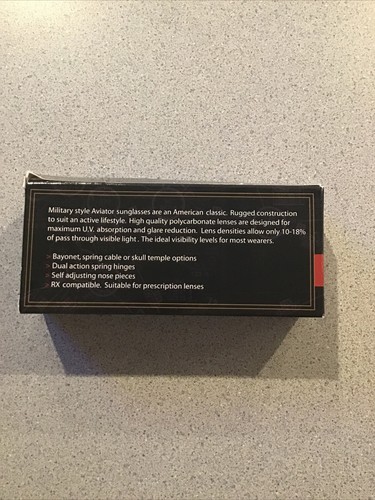 Military style Aviator sunglasses are an American classic. Rugged construction
to suit an active lifestyle. High quality polycarbonate lenses are designed for
maximum U.V. absorption and glare reduction. Lens densities allow only 10-18%
of pass through visible light. The ideal visibility levels for most wearers.
> Bayonet, spring cable or skull temple options
> Dual action spring hinges
> Self adjusting nose pieces
> RX compatible. Suitable for prescription lenses